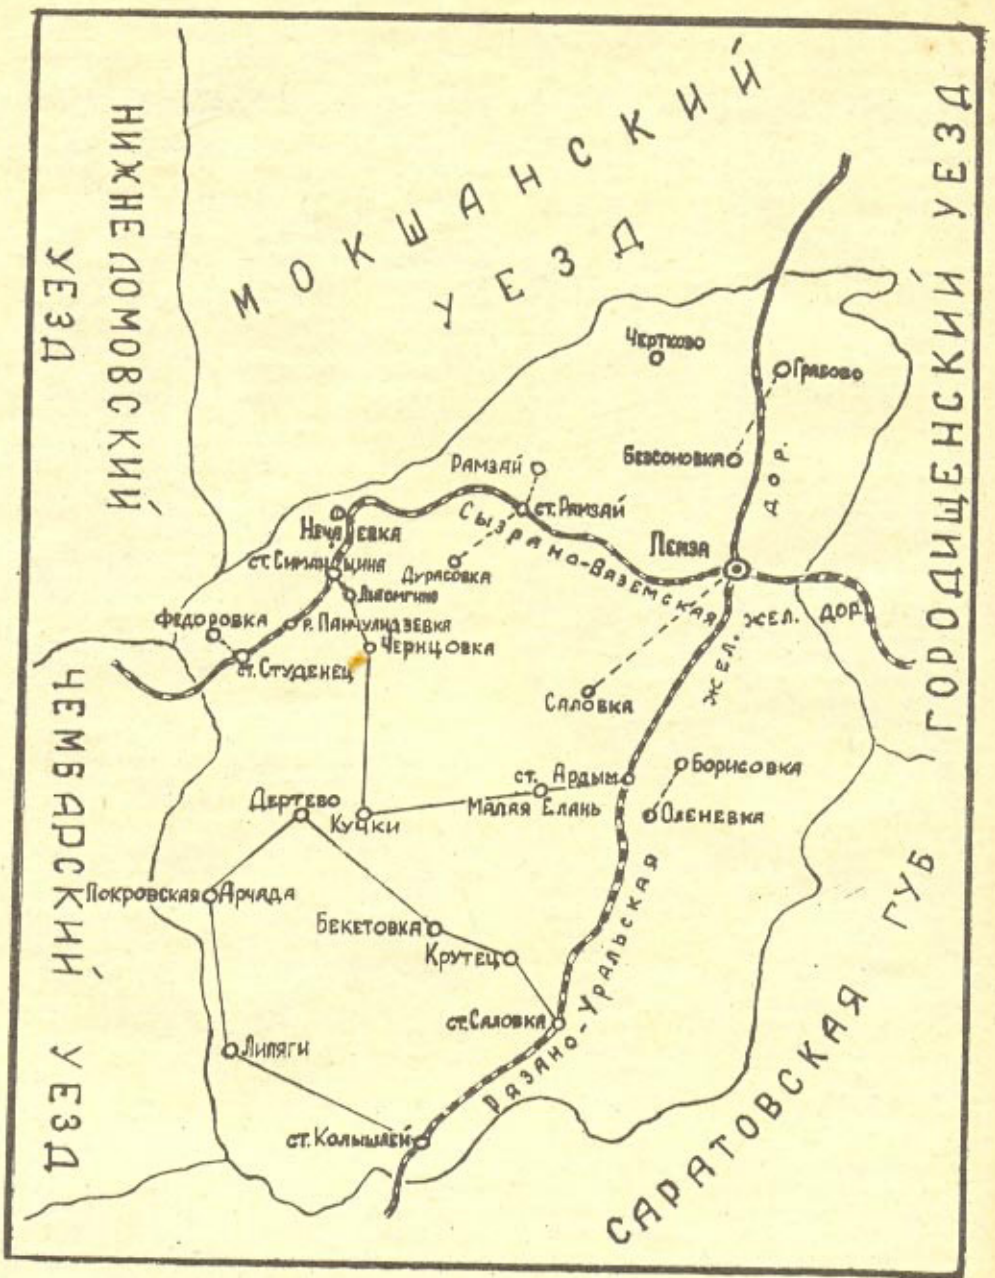 МОКШАНСКИЙ
УЕЗД
НИЖНЕЛОМОВСКИЙ
УЕЗД
ГОРОДИЩЕНСКИЙ УЕЗД
Чертково
Грабово
Безсоновка
ДОР.
Рамзай
ст. Рамзай
Сызрано-Вяземская
ЖЕЛ. ДОР.
Нечаевка
ст. Симанщина
Дурасовка
Пенза
р. Панчулидзевка
Федоровка
Чернцовка
ст. Студенец
Саловка
ЖЕЛ.
ст. Ардым
Борисовка
Малая Елань
Оленевка
Дертево
Кучки
Покровская Арчада
Бекетовка
Крутец
ст. Саловка
Рязано-Уральская
Липяги
ст. Колышлей
ЧЕМБАРСКИЙ УЕЗД
САРАТОВСКАЯ ГУБ